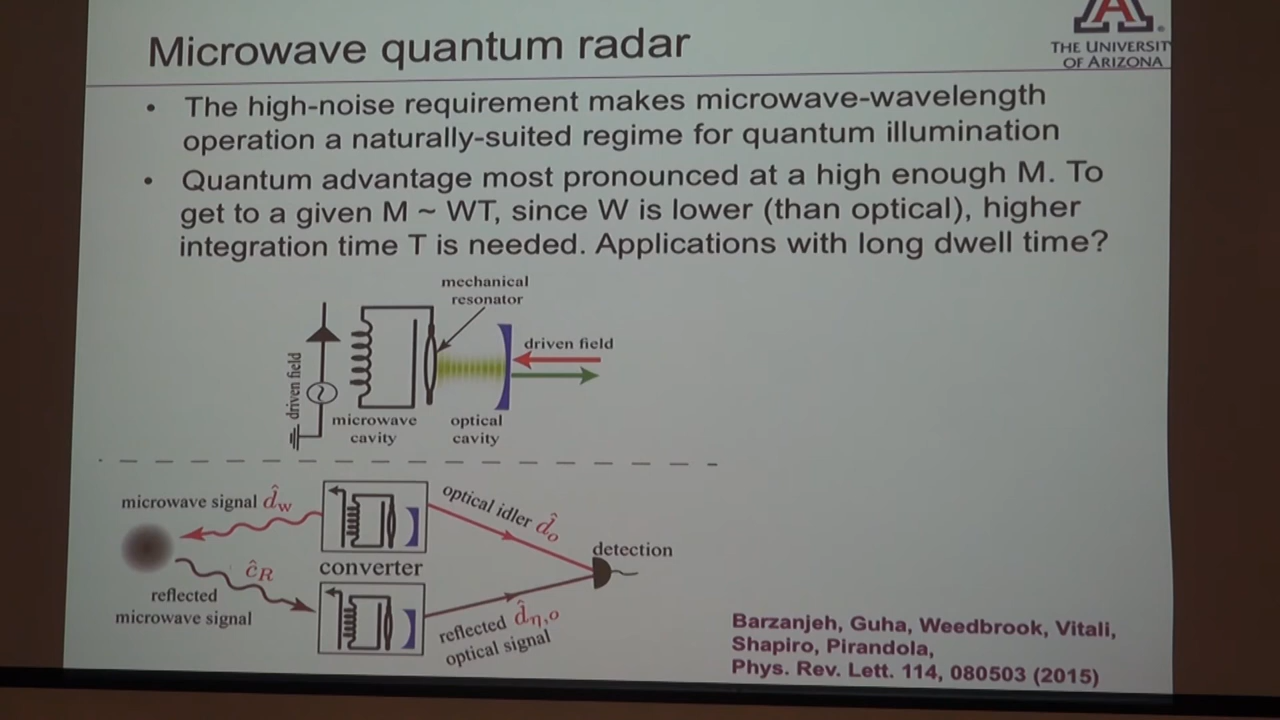 Microwave quantum radar
THE UNIVERSIT
OF ARIZONA
• The high-noise requirement makes microwave-wavelength
operation a naturally-suited regime for quantum illumination
• Quantum advantage most pronounced at a high enough M. To
get to a given M ~ WT, since W is lower (than optical), higher
integration time T is needed. Applications with long dwell time?
mechanical
resonator
driven field
driven field
microwave
cavity
optical
cavity
microwave signal d̂w
optical idler d̂o
detection
ĉR
converter
reflected
microwave signal
reflected d̂η,o
optical signal
Barzanjeh, Guha, Weedbrook, Vitali,
Shapiro, Pirandola,
Phys. Rev. Lett. 114, 080503 (2015)